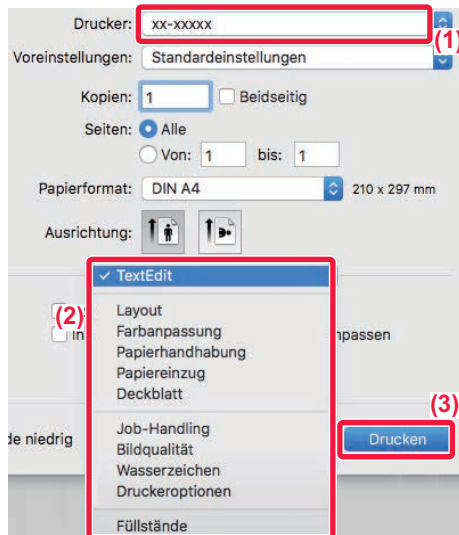 Drucker: xx-xxxxx
(1)
Voreinstellungen: Standardeinstellungen
Kopien: 1 Beidseitig
Seiten: Alle
Von: 1 bis: 1
Papierformat: DIN A4 210 x 297 mm
Ausrichtung:
✓ TextEdit
(2)
Layout
Farbanpassung
Papierhandhabung
Papiereinzug
Deckblatt
(3)
Job-Handling
Bildqualität
Wasserzeichen
Druckeroptionen
Füllstände
de niedrig
Drucken